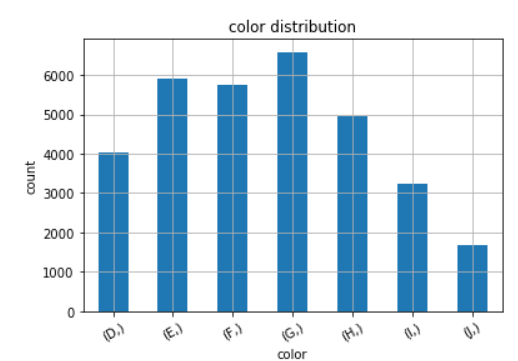 color distribution
6000
5000
4000
3000
2000
1000
0
count
(D,) (E,) (F,) (G,) (H,) (I,) (J,)
color